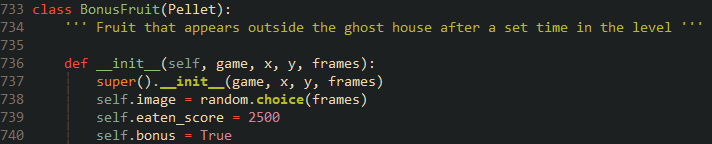 733 class BonusFruit(Pellet):
734     ''' Fruit that appears outside the ghost house after a set time in the level '''
735
736     def __init__(self, game, x, y, frames):
737         super().__init__(game, x, y, frames)
738         self.image = random.choice(frames)
739         self.eaten_score = 2500
740         self.bonus = True